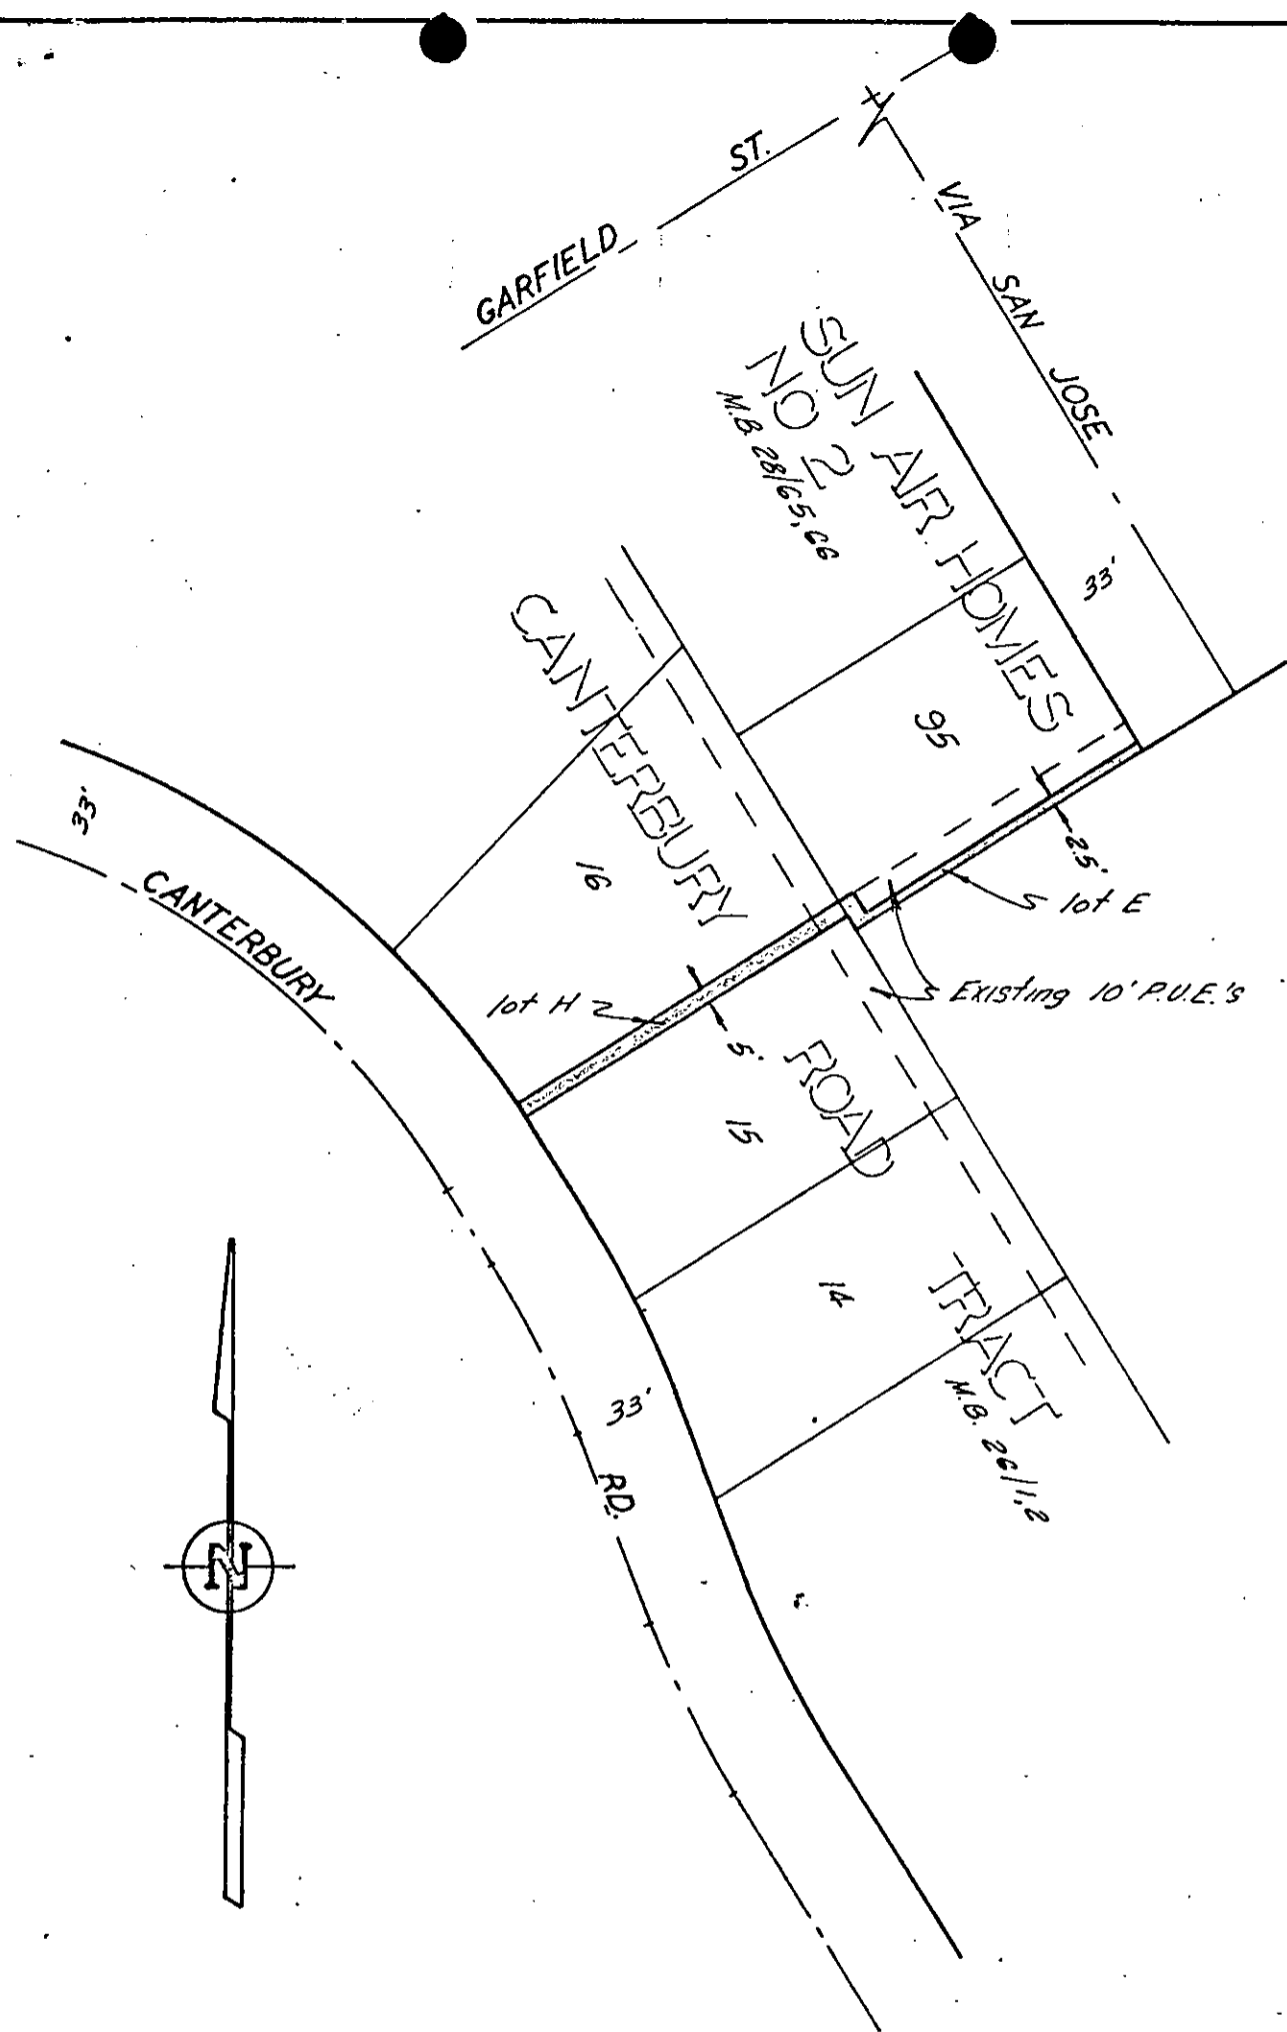 GARFIELD ST.
VIA SAN JOSE
SUN AIR HOMES
NO 2
M.B. 28/65,66
33'
95
2.5'
lot E
Existing 10' P.U.E.'s
CANTERBURY ROAD TRACT
M.B. 26/1,2
16
lot H
5'
15
14
33'
CANTERBURY RD.
33'
N